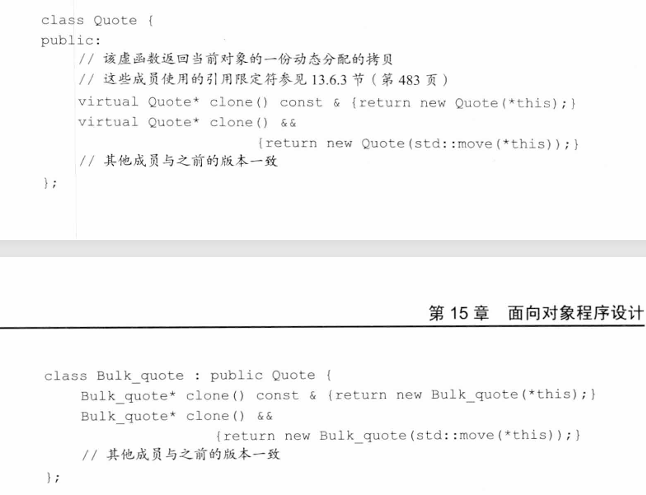 class Quote {
public:
// 该虚函数返回当前对象的一份动态分配的拷贝
// 这些成员使用的引用限定符参见 13.6.3 节（第 483 页）
virtual Quote* clone() const & {return new Quote(*this);}
virtual Quote* clone() &&
{return new Quote(std::move(*this));}
// 其他成员与之前的版本一致
};
第 15 章 面向对象程序设计
class Bulk_quote : public Quote {
Bulk_quote* clone() const & {return new Bulk_quote(*this);}
Bulk_quote* clone() &&
{return new Bulk_quote(std::move(*this));}
// 其他成员与之前的版本一致
};